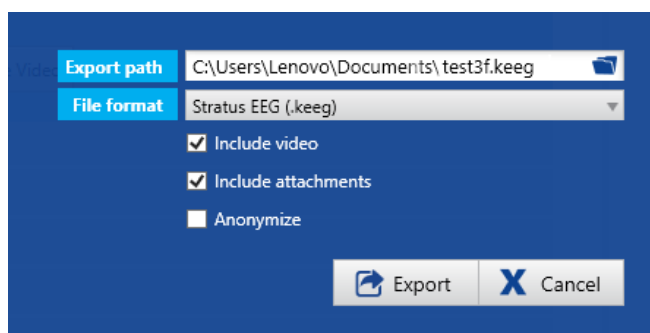 Export path C:\Users\Lenovo\Documents\ test3f.keeg
File format Stratus EEG (.keeg)
Include video
Include attachments
Anonymize
Export Cancel